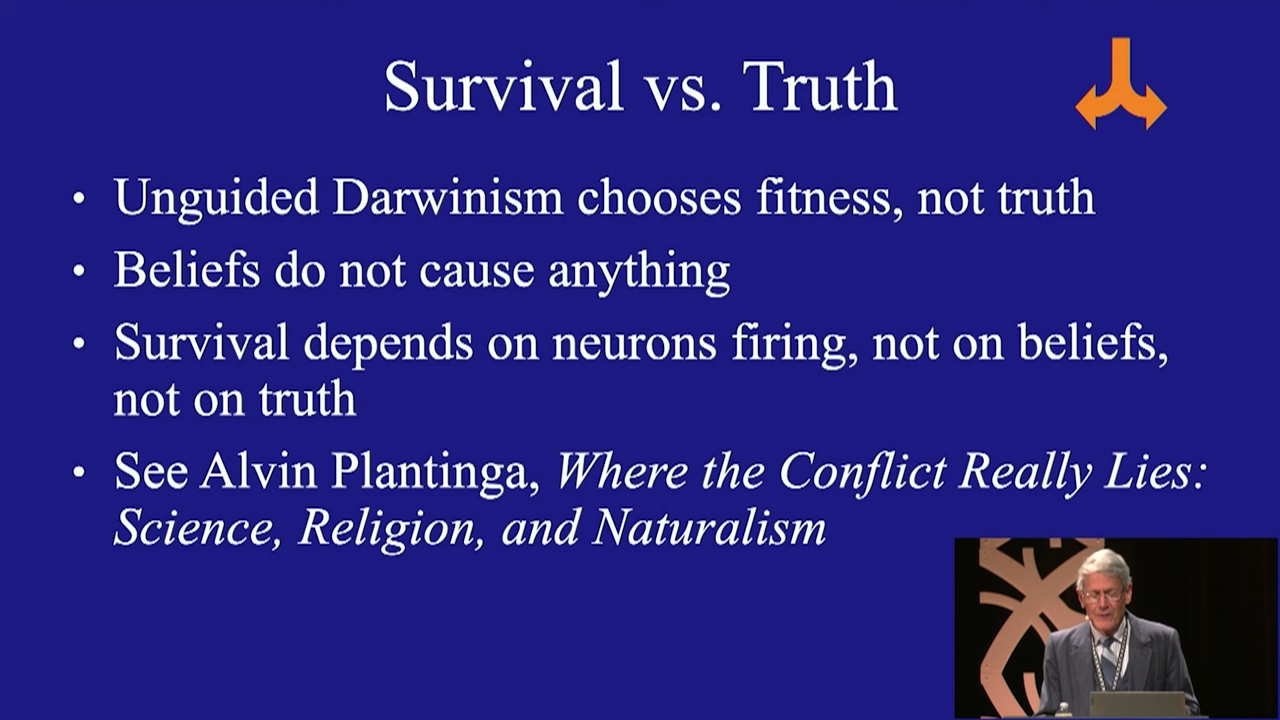 Survival vs. Truth
• Unguided Darwinism chooses fitness, not truth
• Beliefs do not cause anything
• Survival depends on neurons firing, not on beliefs,
not on truth
• See Alvin Plantinga, Where the Conflict Really Lies:
Science, Religion, and Naturalism